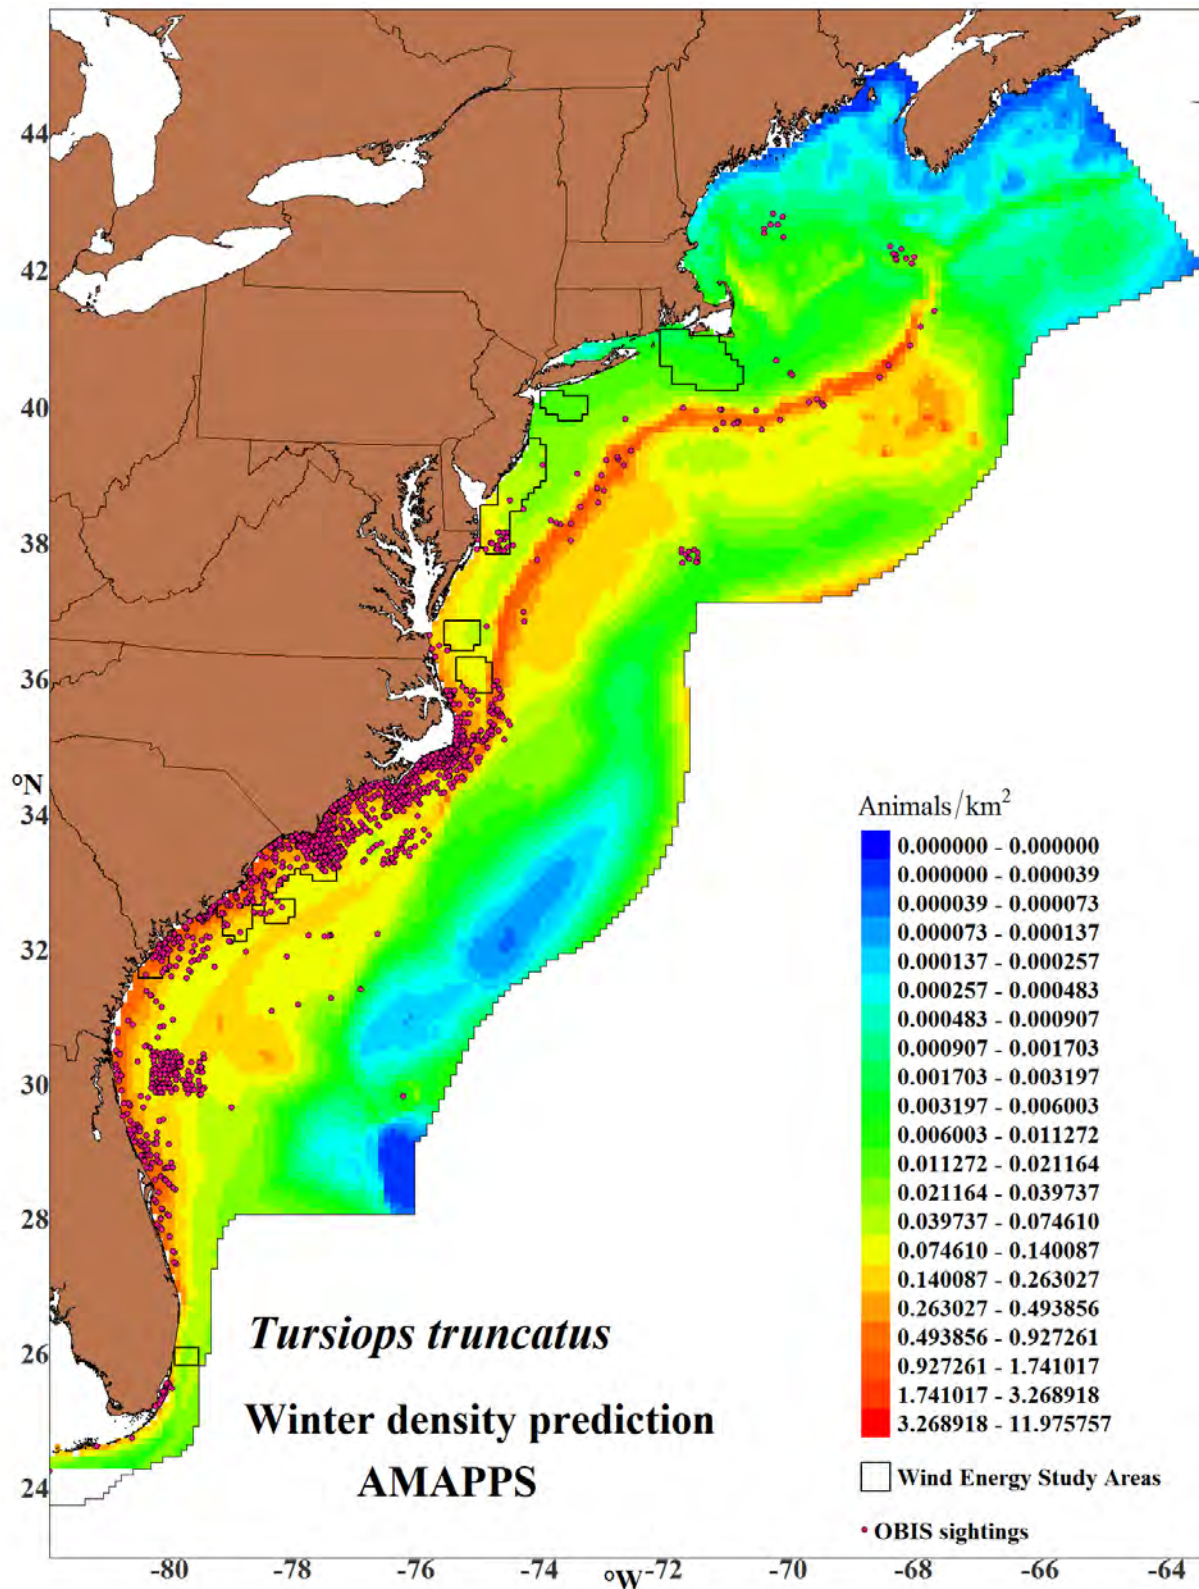 44
42
40
38
36
°N
34
32
30
28
26
24
Animals/km²
0.000000 - 0.000000
0.000000 - 0.000039
0.000039 - 0.000073
0.000073 - 0.000137
0.000137 - 0.000257
0.000257 - 0.000483
0.000483 - 0.000907
0.000907 - 0.001703
0.001703 - 0.003197
0.003197 - 0.006003
0.006003 - 0.011272
0.011272 - 0.021164
0.021164 - 0.039737
0.039737 - 0.074610
0.074610 - 0.140087
0.140087 - 0.263027
0.263027 - 0.493856
0.493856 - 0.927261
0.927261 - 1.741017
1.741017 - 3.268918
3.268918 - 11.975757
Wind Energy Study Areas
OBIS sightings
Tursiops truncatus
Winter density prediction
AMAPPS
-80 -78 -76 -74 °W -72 -70 -68 -66 -64